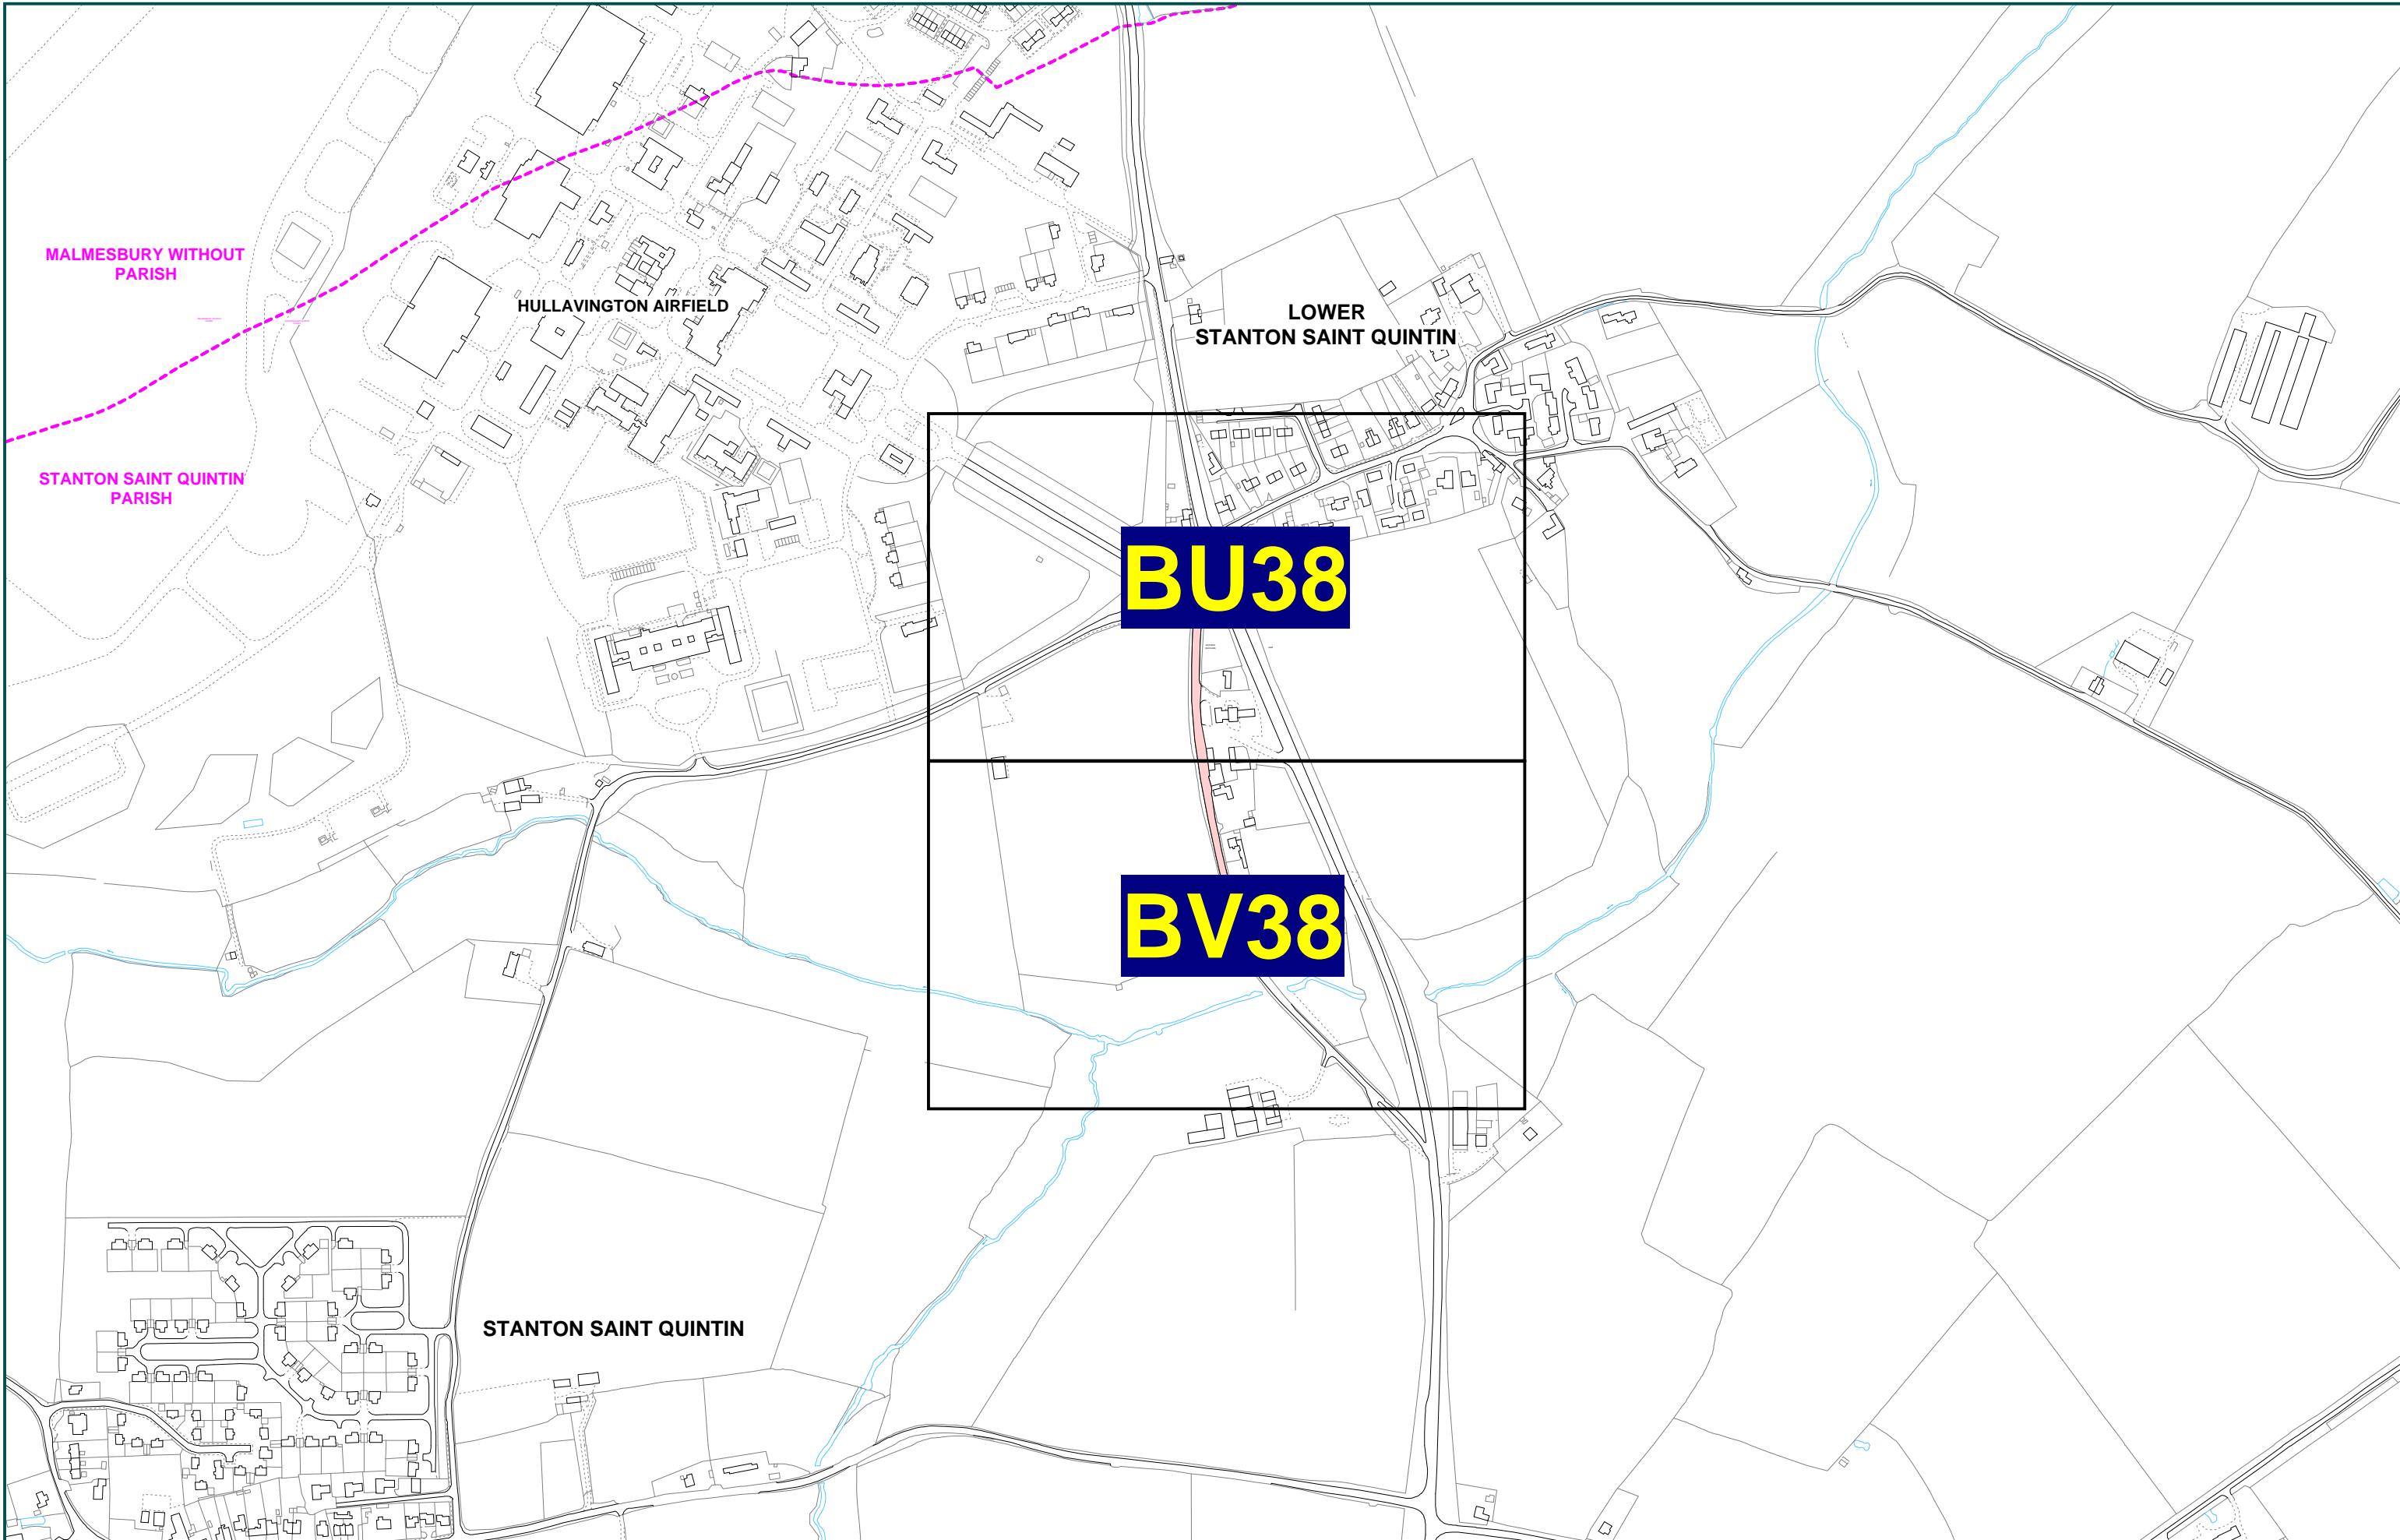 MALMESBURY WITHOUT
PARISH
HULLAVINGTON AIRFIELD
LOWER
STANTON SAINT QUINTIN
STANTON SAINT QUINTIN
PARISH
BU38
BV38
STANTON SAINT QUINTIN